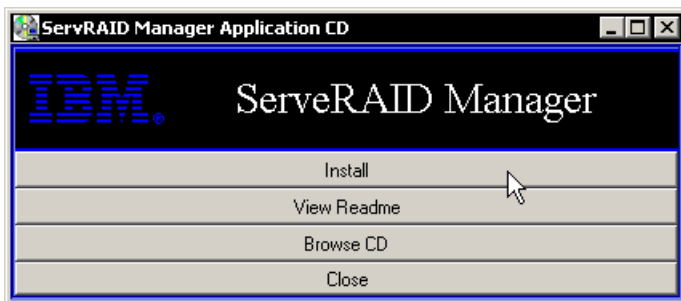 ServRAID Manager Application CD
IBM® ServeRAID Manager
Install
View Readme
Browse CD
Close